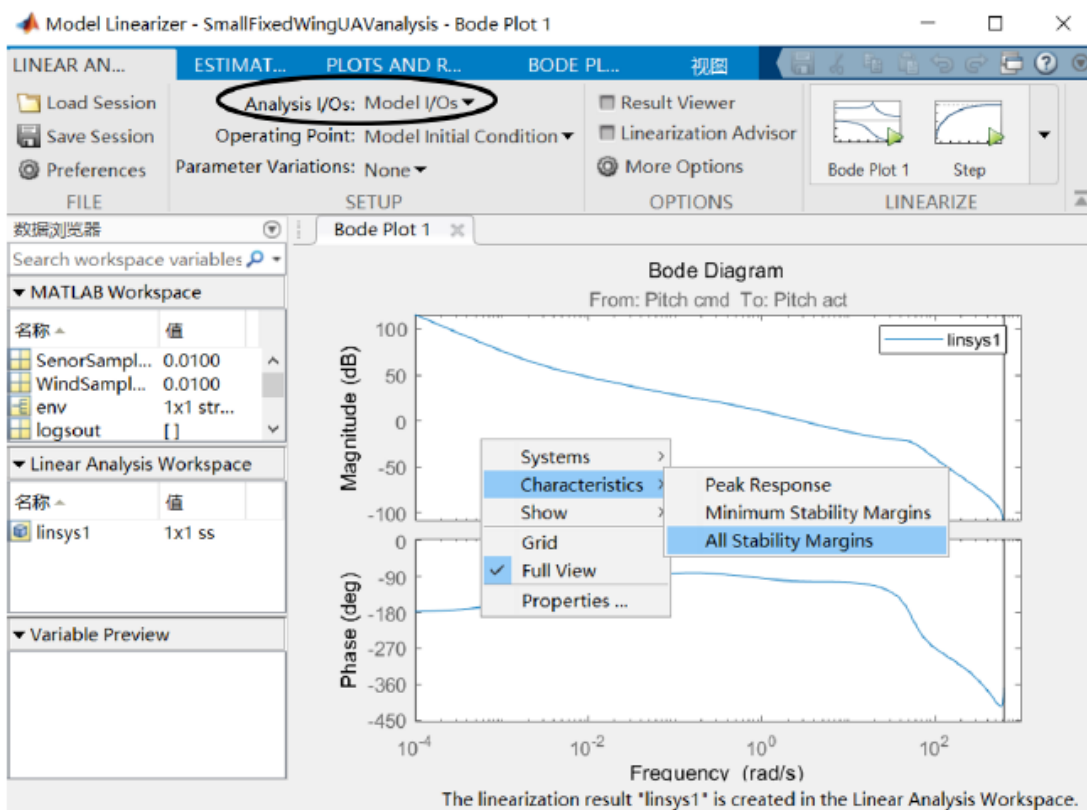 Model Linearizer - SmallFixedWingUAVanalysis - Bode Plot 1
LINEAR AN... ESTIMAT... PLOTS AND R... BODE PL... 视图
Load Session
Save Session
Preferences
FILE
Analysis I/Os: Model I/Os
Operating Point: Model Initial Condition
Parameter Variations: None
SETUP
Result Viewer
Linearization Advisor
More Options
OPTIONS
Bode Plot 1 Step
LINEARIZE
数据浏览器
Search workspace variables
MATLAB Workspace
名称 值
SenorSampl... 0.0100
WindSampl... 0.0100
env 1x1 str...
logsout []
Linear Analysis Workspace
名称 值
linsys1 1x1 ss
Variable Preview
Bode Plot 1
Bode Diagram
From: Pitch cmd To: Pitch act
linsys1
Magnitude (dB)
100
50
0
-50
-100
Systems
Characteristics
Show
Grid
Full View
Properties ...
Peak Response
Minimum Stability Margins
All Stability Margins
Phase (deg)
0
-90
-180
-270
-360
-450
10⁻⁴ 10⁻² 10⁰ 10²
Frequency (rad/s)
The linearization result "linsys1" is created in the Linear Analysis Workspace.